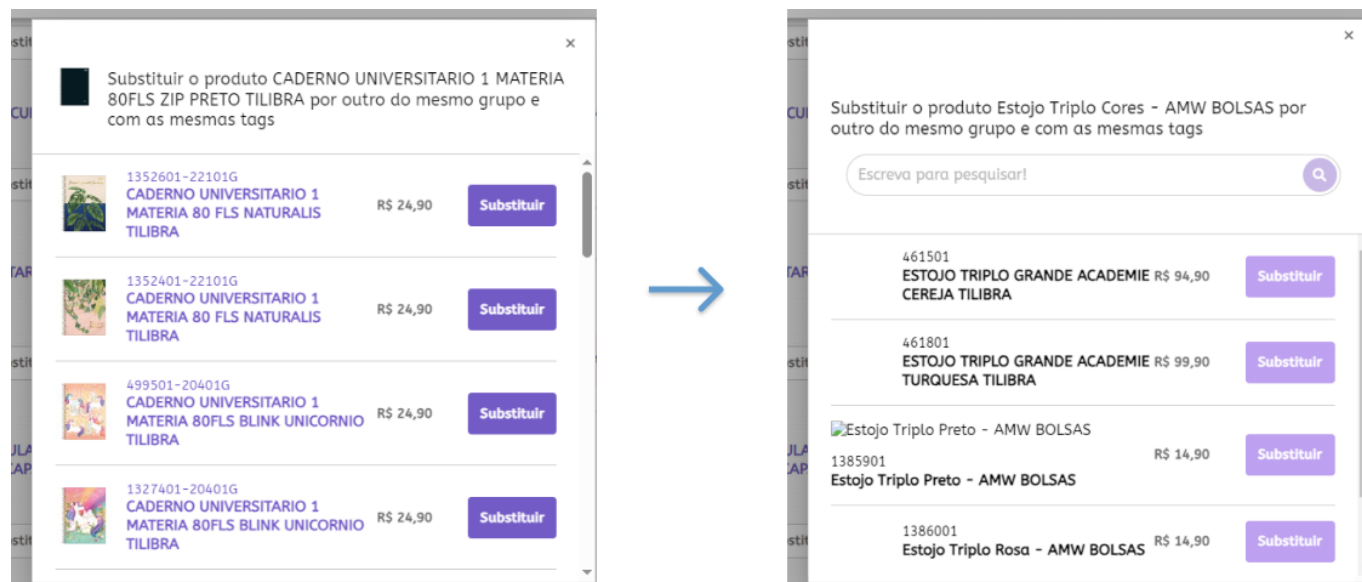 ×
Substituir o produto CADERNO UNIVERSITARIO 1 MATERIA
80FLS ZIP PRETO TILIBRA por outro do mesmo grupo e
com as mesmas tags
1352601-22101G
CADERNO UNIVERSITARIO 1
MATERIA 80 FLS NATURALIS
TILIBRA
R$ 24,90
Substituir
1352401-22101G
CADERNO UNIVERSITARIO 1
MATERIA 80 FLS NATURALIS
TILIBRA
R$ 24,90
Substituir
499501-20401G
CADERNO UNIVERSITARIO 1
MATERIA 80FLS BLINK UNICORNIO
TILIBRA
R$ 24,90
Substituir
1327401-20401G
CADERNO UNIVERSITARIO 1
MATERIA 80FLS BLINK UNICORNIO
TILIBRA
R$ 24,90
Substituir
×
Substituir o produto Estojo Triplo Cores - AMW BOLSAS por
outro do mesmo grupo e com as mesmas tags
Escreva para pesquisar!
461501
ESTOJO TRIPLO GRANDE ACADEMIE
CEREJA TILIBRA
R$ 94,90
Substituir
461801
ESTOJO TRIPLO GRANDE ACADEMIE
TURQUESA TILIBRA
R$ 99,90
Substituir
Estojo Triplo Preto - AMW BOLSAS
1385901
Estojo Triplo Preto - AMW BOLSAS
R$ 14,90
Substituir
1386001
Estojo Triplo Rosa - AMW BOLSAS
R$ 14,90
Substituir